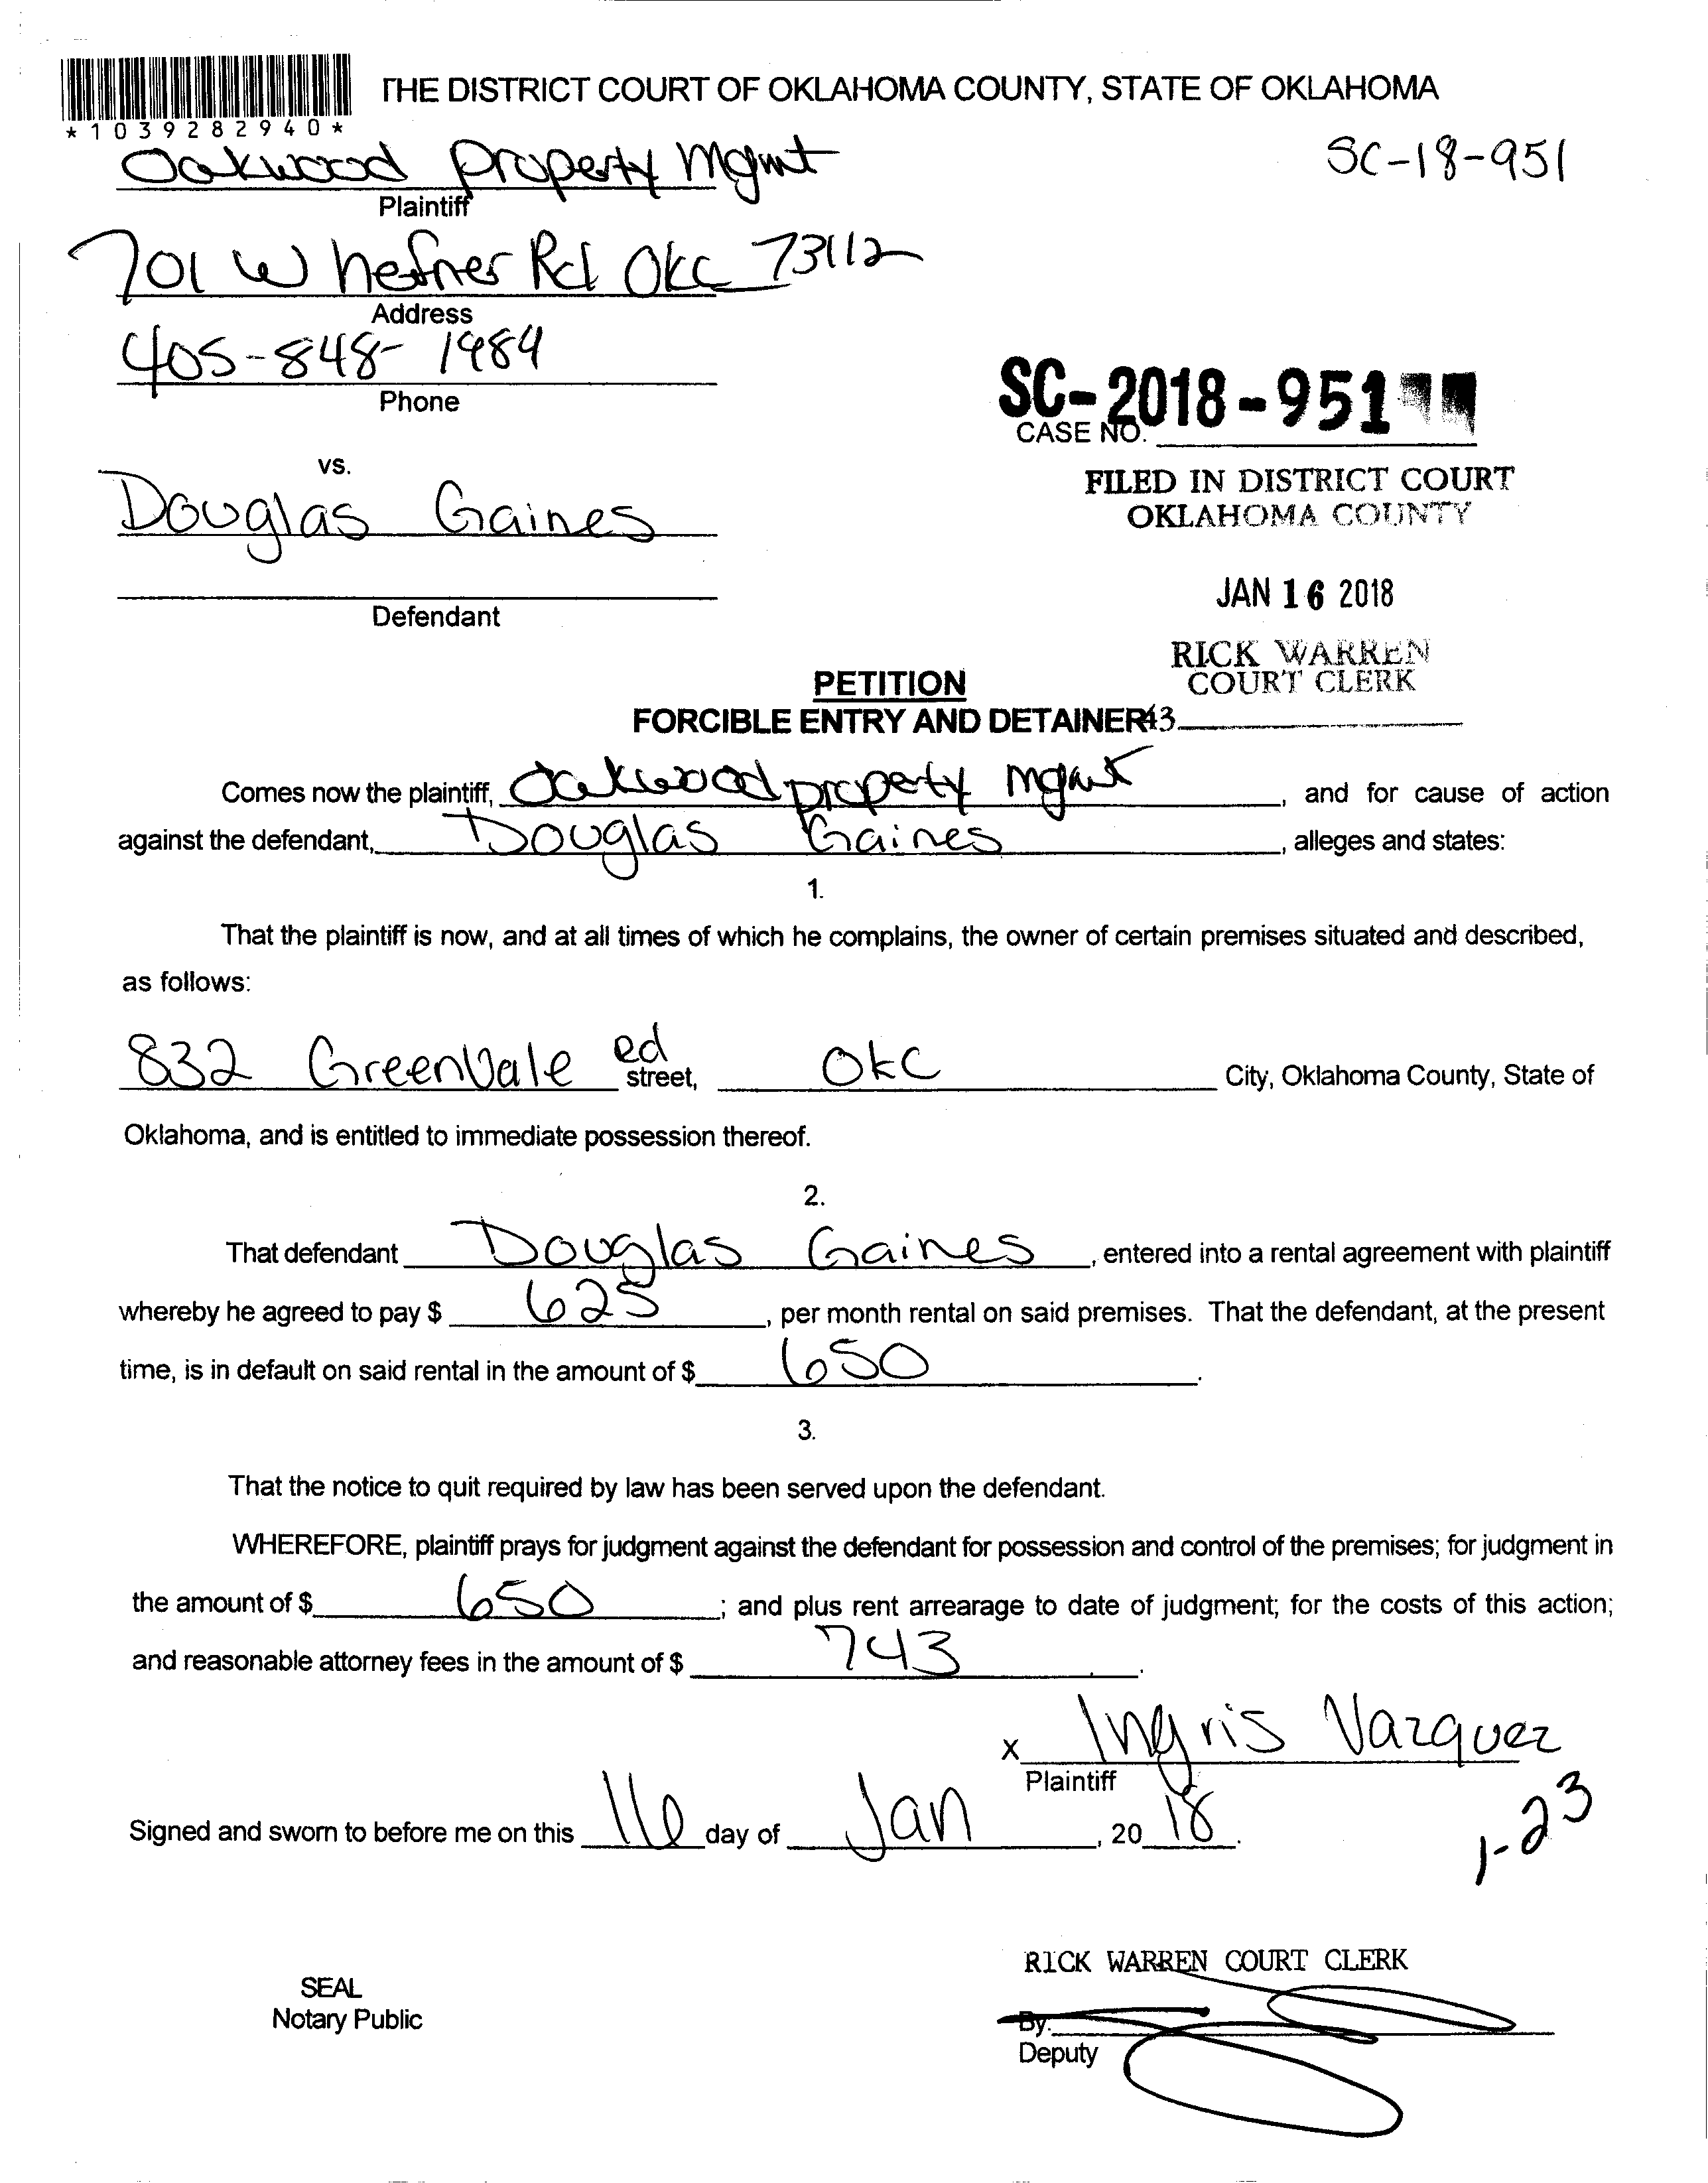 THE DISTRICT COURT OF OKLAHOMA COUNTY, STATE OF OKLAHOMA
*1039282940*
Oakwood Property Mgmt
SC-18-951
Plaintiff
701 W hefner Rd OKC 73112
Address
405-848-1984
Phone
SC-2018-951
CASE NO.
vs.
FILED IN DISTRICT COURT
OKLAHOMA COUNTY
Douglas Gaines
JAN 16 2018
Defendant
RICK WARREN
COURT CLERK
PETITION
FORCIBLE ENTRY AND DETAINER 43
Comes now the plaintiff, Oakwood property mgmt, and for cause of action
against the defendant, Douglas Gaines, alleges and states:
1.
That the plaintiff is now, and at all times of which he complains, the owner of certain premises situated and described,
as follows:
832 GreenVale ed street, OKC City, Oklahoma County, State of
Oklahoma, and is entitled to immediate possession thereof.
2.
That defendant Douglas Gaines, entered into a rental agreement with plaintiff
whereby he agreed to pay $ 625, per month rental on said premises. That the defendant, at the present
time, is in default on said rental in the amount of $ 650.
3.
That the notice to quit required by law has been served upon the defendant.
WHEREFORE, plaintiff prays for judgment against the defendant for possession and control of the premises; for judgment in
the amount of $ 650; and plus rent arrearage to date of judgment; for the costs of this action;
and reasonable attorney fees in the amount of $ 743.
x Ingris Vazquez
Plaintiff
Signed and sworn to before me on this 16 day of Jan, 2018.
1-23
RICK WARREN COURT CLERK
SEAL
Notary Public
By:
Deputy